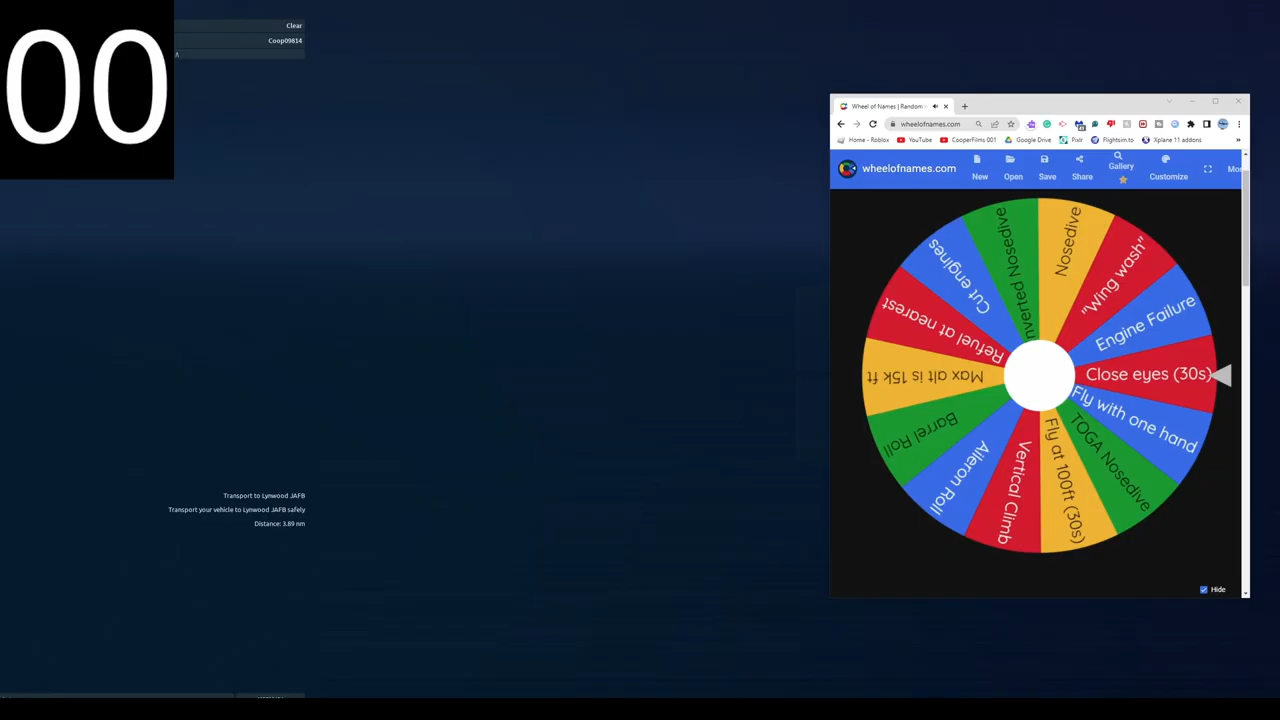 00
Clear
Coop09814
Transport to Lynwood JAFB
Transport your vehicle to Lynwood JAFB safely
Distance: 3.89 nm
Wheel of Names | Random
wheelofnames.com
Home - Roblox
YouTube
CooperFilms 001
Google Drive
Pixlr
Flightsim.to
Xplane 11 addons
wheelofnames.com
New
Open
Save
Share
Gallery
Customize
Mor
Nosedive
"Wing wash"
Engine Failure
Close eyes (30s)
Fly with one hand
TOGA Nosedive
Fly at 100ft (30s)
Vertical Climb
Aileron Roll
Barrel Roll
Max alt is 15k ft
Refuel at nearest
Cut engines
nverted Nosedive
Hide